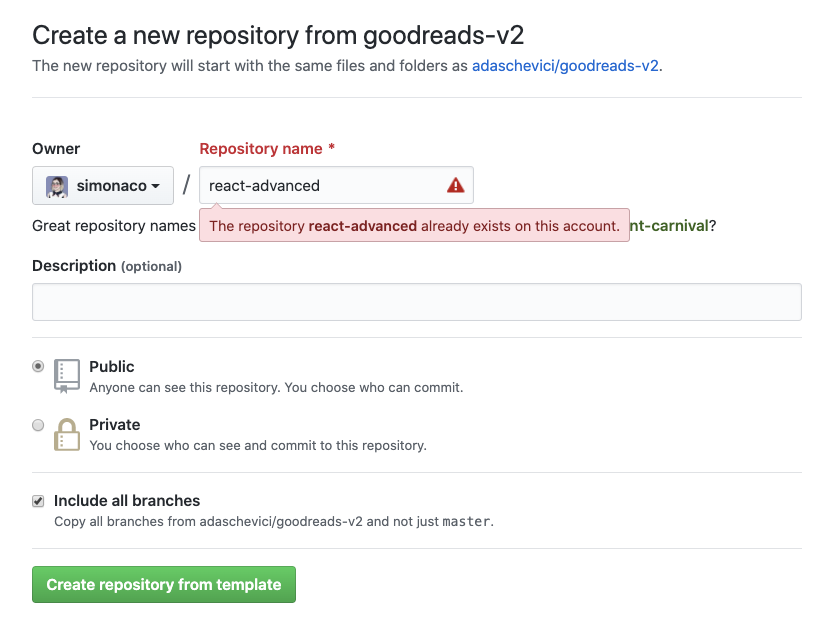 Create a new repository from goodreads-v2
The new repository will start with the same files and folders as adaschevici/goodreads-v2.
Owner
Repository name *
simonaco
/
react-advanced
Great repository names
The repository react-advanced already exists on this account.
nt-carnival?
Description (optional)
Public
Anyone can see this repository. You choose who can commit.
Private
You choose who can see and commit to this repository.
Include all branches
Copy all branches from adaschevici/goodreads-v2 and not just master.
Create repository from template